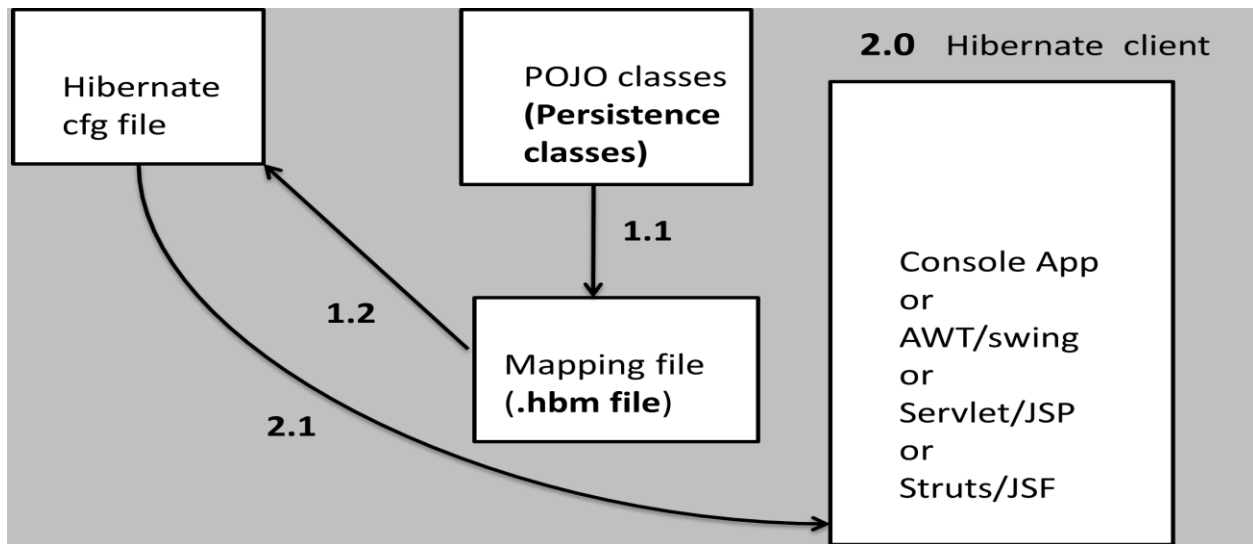 Hibernate
cfg file
POJO classes
(Persistence
classes)
2.0 Hibernate client
1.1
1.2
Mapping file
(.hbm file)
2.1
Console App
or
AWT/swing
or
Servlet/JSP
or
Struts/JSF